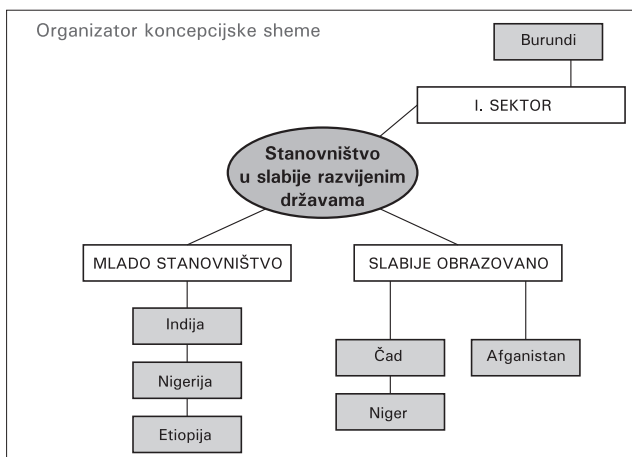 Organizator koncepcijske sheme
Burundi
I. SEKTOR
Stanovništvo
u slabije razvijenim
državama
MLADO STANOVNIŠTVO
SLABIJE OBRAZOVANO
Indija
Nigerija
Etiopija
Čad
Niger
Afganistan